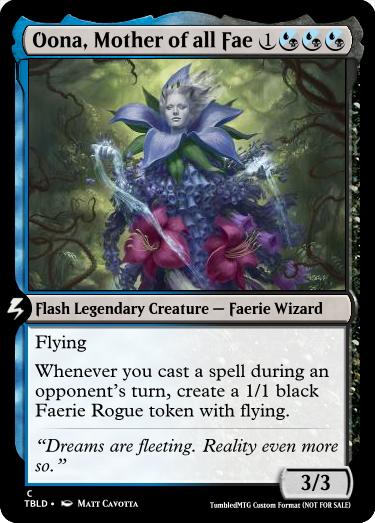 Oona, Mother of all Fae 1
Flash Legendary Creature — Faerie Wizard
Flying
Whenever you cast a spell during an
opponent's turn, create a 1/1 black
Faerie Rogue token with flying.
“Dreams are fleeting. Reality even more
so.”
3/3
C
TBLD • Matt Cavotta
TumbledMTG Custom Format (NOT FOR SALE)